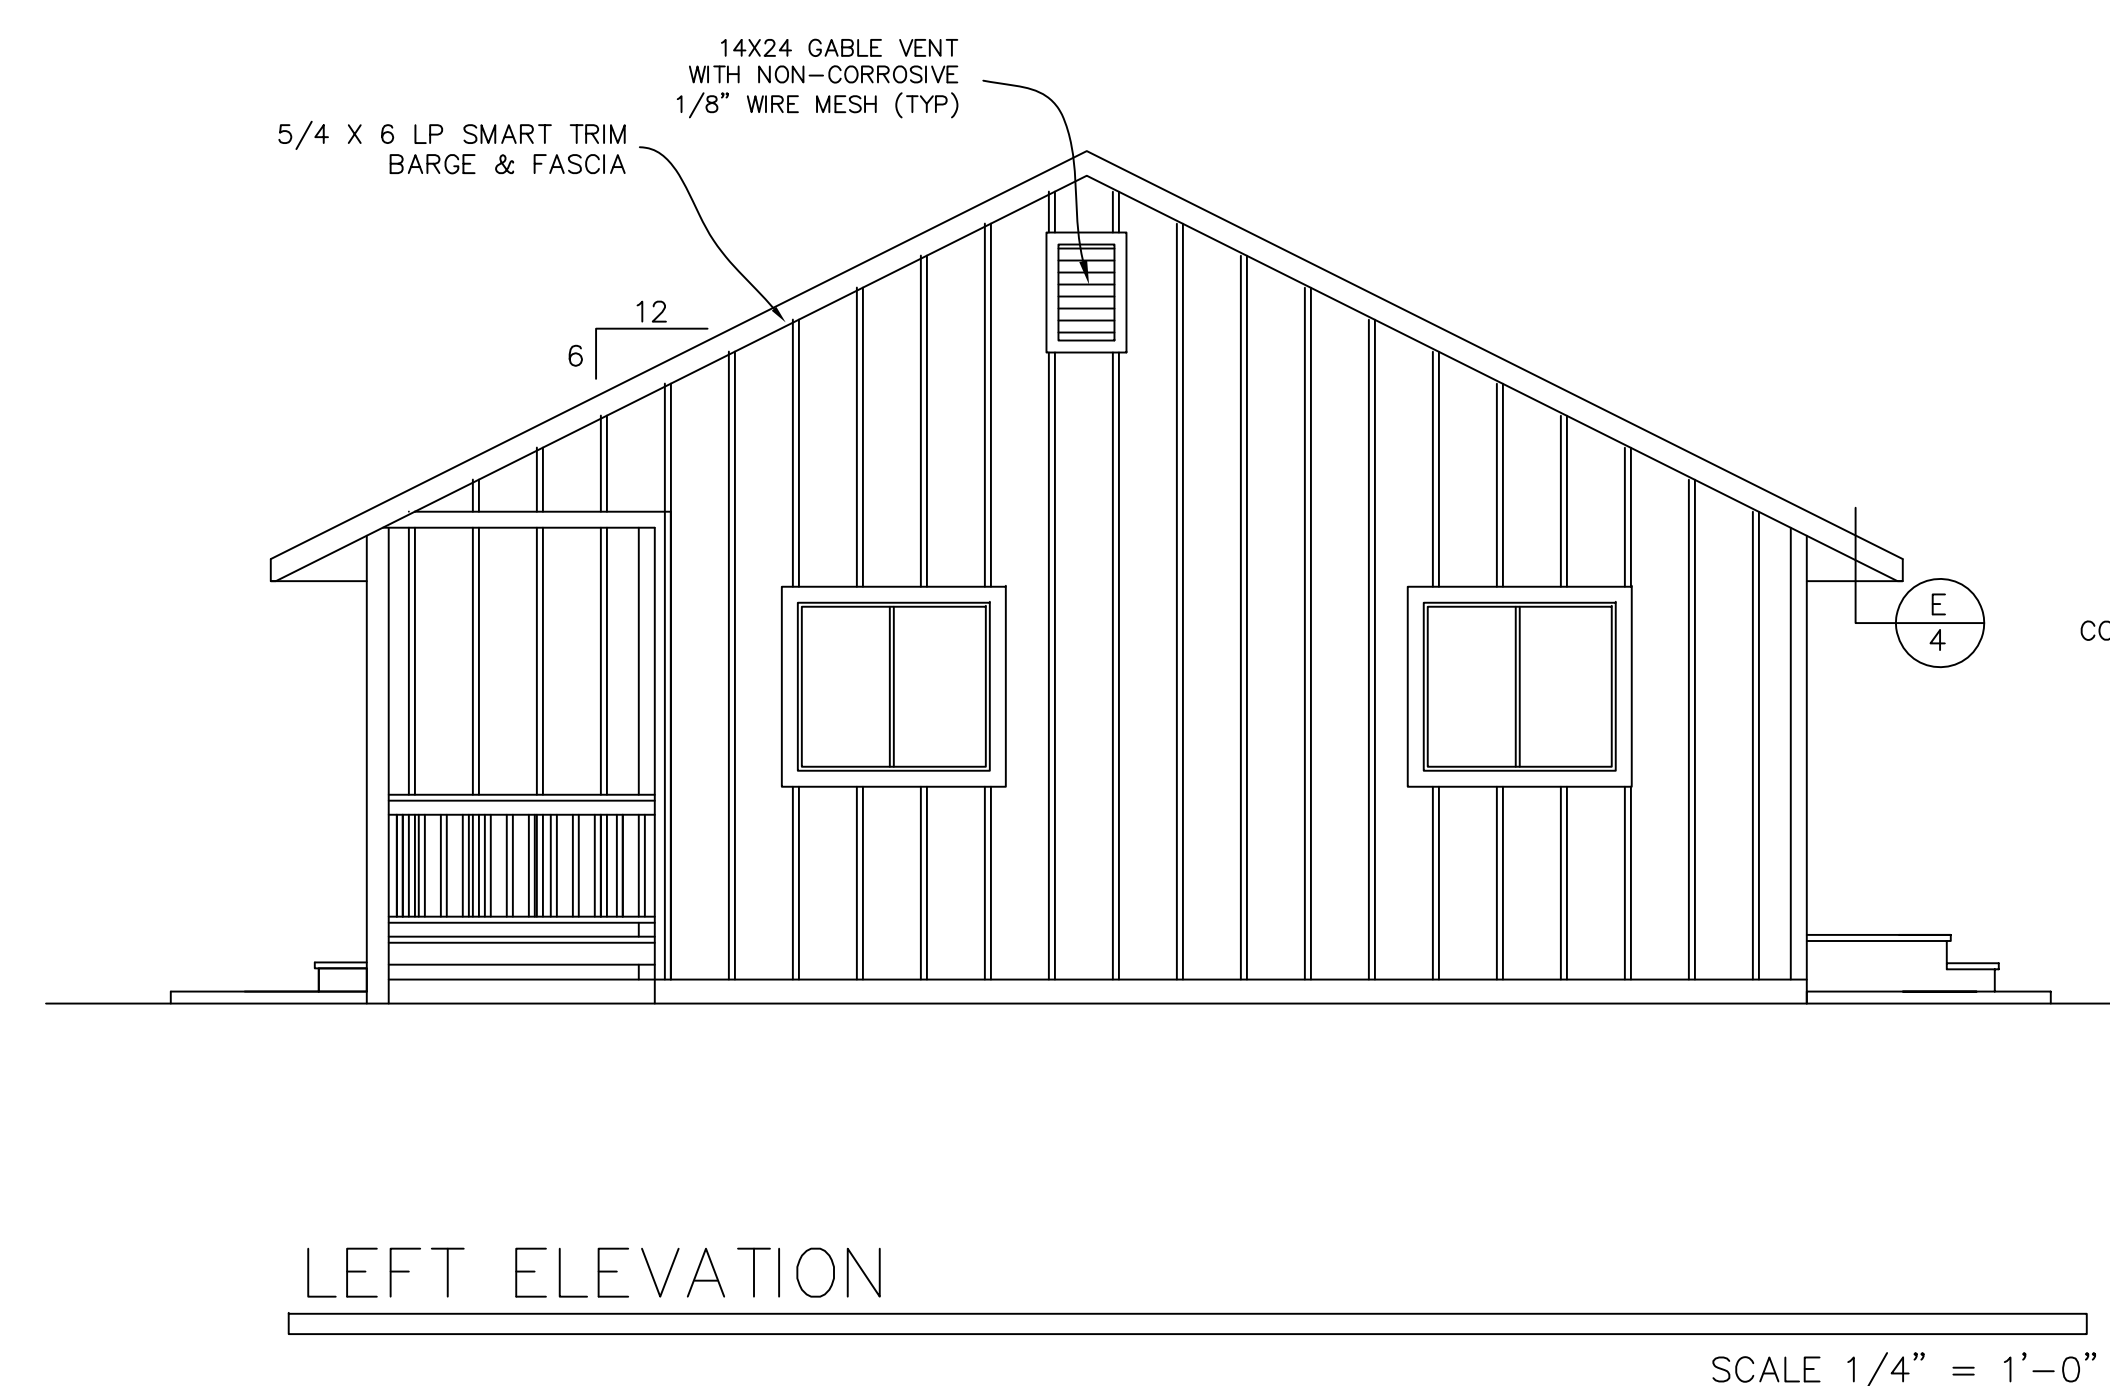 14X24 GABLE VENT
WITH NON-CORROSIVE
1/8" WIRE MESH (TYP)
5/4 X 6 LP SMART TRIM
BARGE & FASCIA
12
6
E
4
CO
LEFT ELEVATION
SCALE 1/4" = 1'-0"